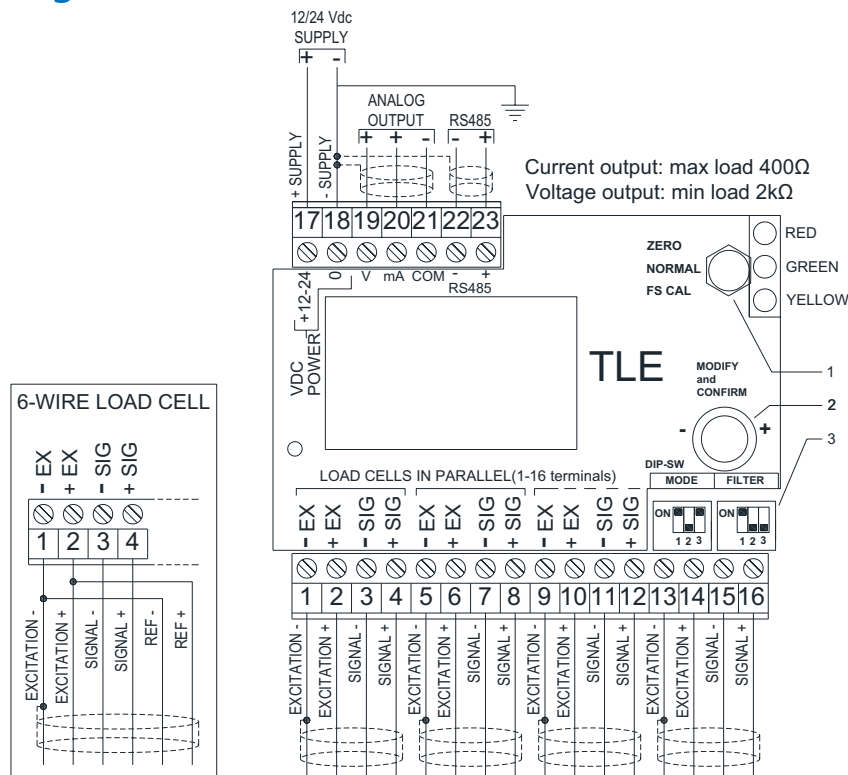 12/24 Vdc
SUPPLY
+ -
ANALOG
OUTPUT
RS485
+ + - - +
+ SUPPLY
- SUPPLY
Current output: max load 400Ω
Voltage output: min load 2kΩ
17 18 19 20 21 22 23
+12-24 0 V mA COM - +
RS485
VDC
POWER
ZERO
NORMAL
FS CAL
RED
GREEN
YELLOW
TLE
MODIFY
and
CONFIRM
- +
1
2
3
DIP-SW
MODE FILTER
ON 1 2 3
ON 1 2 3
LOAD CELLS IN PARALLEL(1-16 terminals)
- EX + EX - SIG + SIG - EX + EX - SIG + SIG - EX + EX - SIG + SIG
1 2 3 4 5 6 7 8 9 10 11 12 13 14 15 16
EXCITATION - EXCITATION + SIGNAL - SIGNAL + EXCITATION - EXCITATION + SIGNAL - SIGNAL + EXCITATION - EXCITATION + SIGNAL - SIGNAL + EXCITATION - EXCITATION + SIGNAL - SIGNAL +
6-WIRE LOAD CELL
- EX + EX - SIG + SIG
1 2 3 4
EXCITATION - EXCITATION + SIGNAL - SIGNAL + REF - REF +